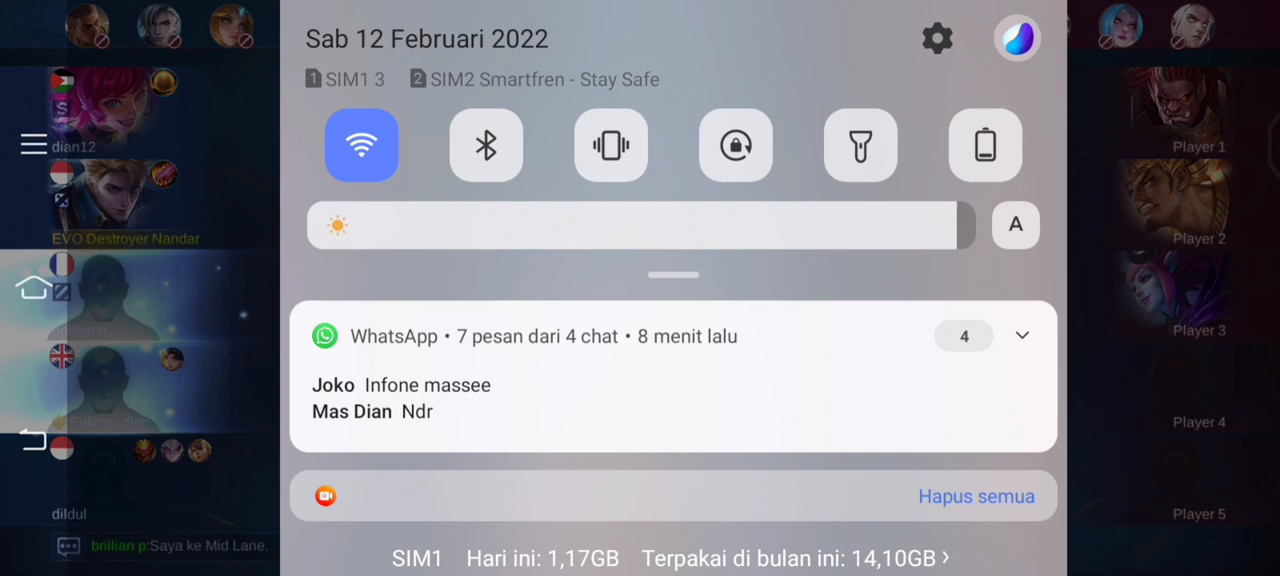 Sab 12 Februari 2022
1 SIM1 3 2 SIM2 Smartfren - Stay Safe
A
WhatsApp • 7 pesan dari 4 chat • 8 menit lalu
4
Joko Infone massee
Mas Dian Ndr
Hapus semua
SIM1 Hari ini: 1,17GB Terpakai di bulan ini: 14,10GB
dian12
EVO Destroyer Nandar
dildul
brillian p:Saya ke Mid Lane.
Player 1
Player 2
Player 3
Player 4
Player 5